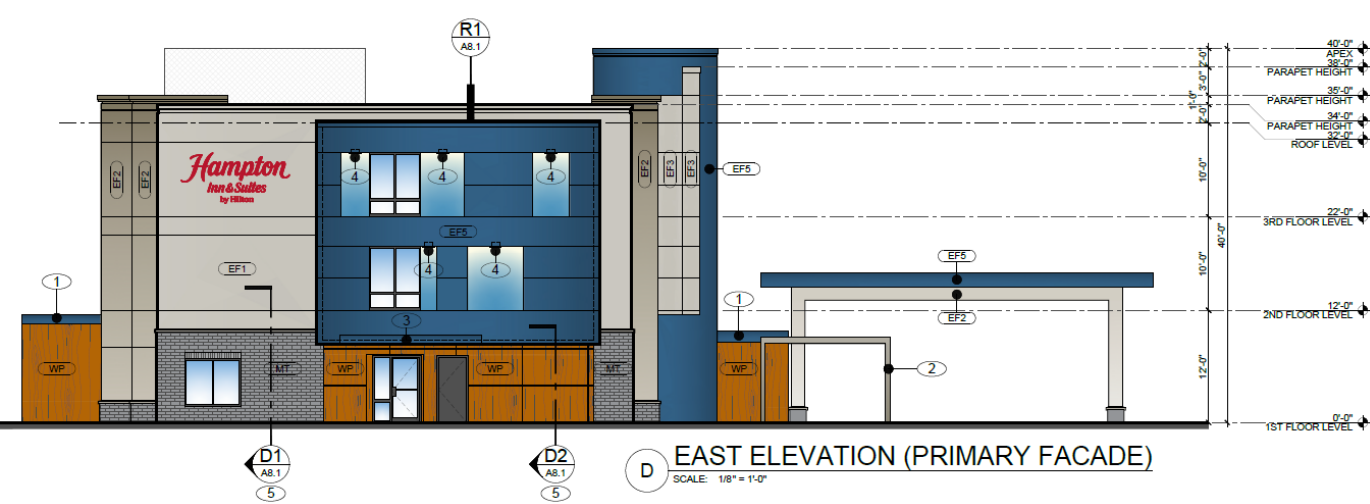 R1
A8.1
40'-0"
APEX
38'-0"
PARAPET HEIGHT
35'-0"
PARAPET HEIGHT
34'-0"
PARAPET HEIGHT
32'-0"
ROOF LEVEL
22'-0"
3RD FLOOR LEVEL
12'-0"
2ND FLOOR LEVEL
0'-0"
1ST FLOOR LEVEL
2'-0"
3'-0"
1'-0"
2'-0"
10'-0"
10'-0"
12'-0"
40'-0"
Hampton
Inn & Suites
by Hilton
EF2
EF2
EF2
EF3
EF3
EF5
4
4
4
EF5
4
4
EF1
EF5
EF2
1
1
3
2
WP
MT
WP
WP
MT
WP
D1
A8.1
5
D2
A8.1
5
D
EAST ELEVATION (PRIMARY FACADE)
SCALE: 1/8" = 1'-0"